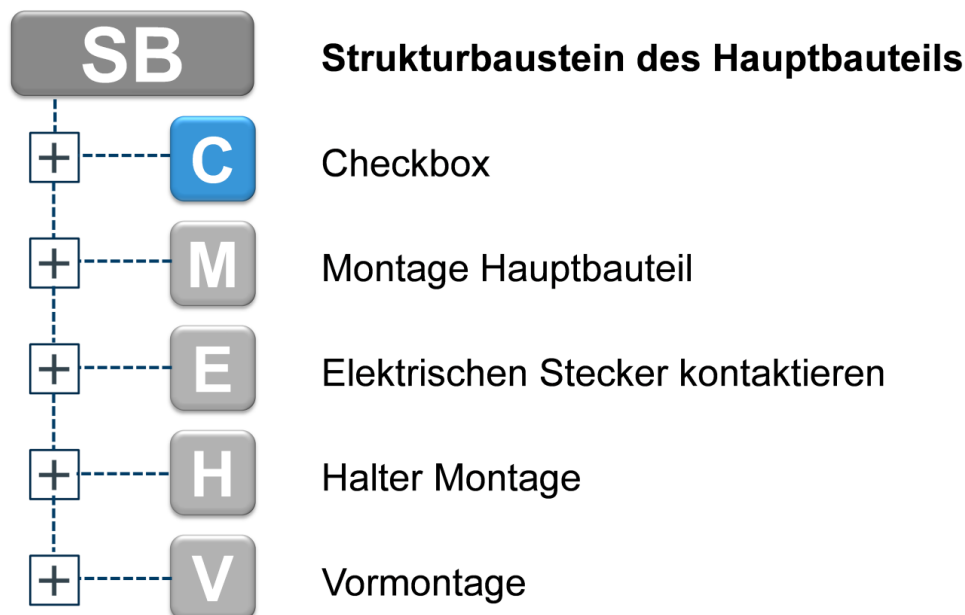 SB Strukturbaustein des Hauptbauteils
C Checkbox
M Montage Hauptbauteil
E Elektrischen Stecker kontaktieren
H Halter Montage
V Vormontage